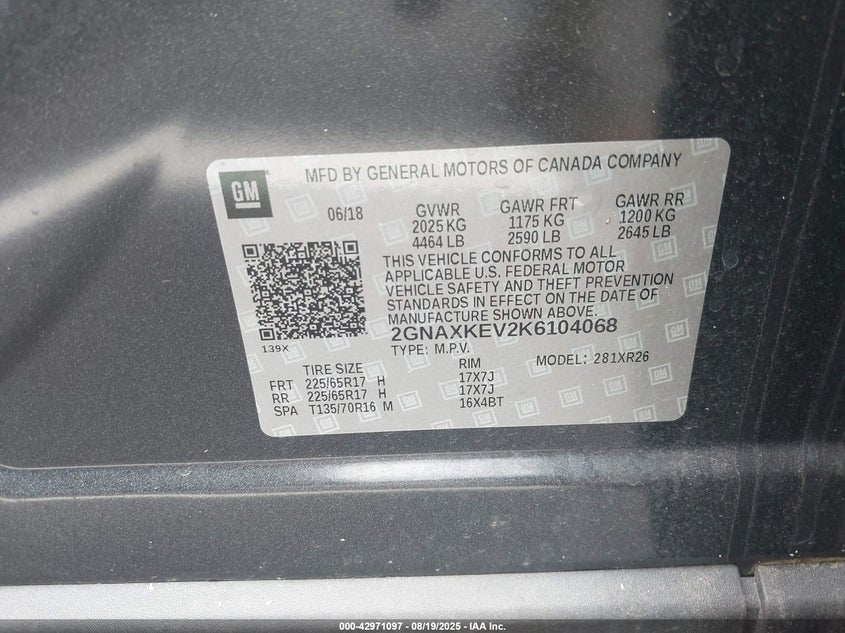 GM
MFD BY GENERAL MOTORS OF CANADA COMPANY
06/18 GVWR GAWR FRT GAWR RR
2025 KG 1175 KG 1200 KG
4464 LB 2590 LB 2645 LB
THIS VEHICLE CONFORMS TO ALL
APPLICABLE U.S. FEDERAL MOTOR
VEHICLE SAFETY AND THEFT PREVENTION
STANDARDS IN EFFECT ON THE DATE OF
MANUFACTURE SHOWN ABOVE.
2GNAXKEV2K6104068
139X
TYPE: M.P.V. MODEL: 281XR26
TIRE SIZE RIM
FRT 225/65R17 H 17X7J
RR 225/65R17 H 17X7J
SPA T135/70R16 M 16X4BT
000-42971097 - 08/19/2025 - IAA Inc.